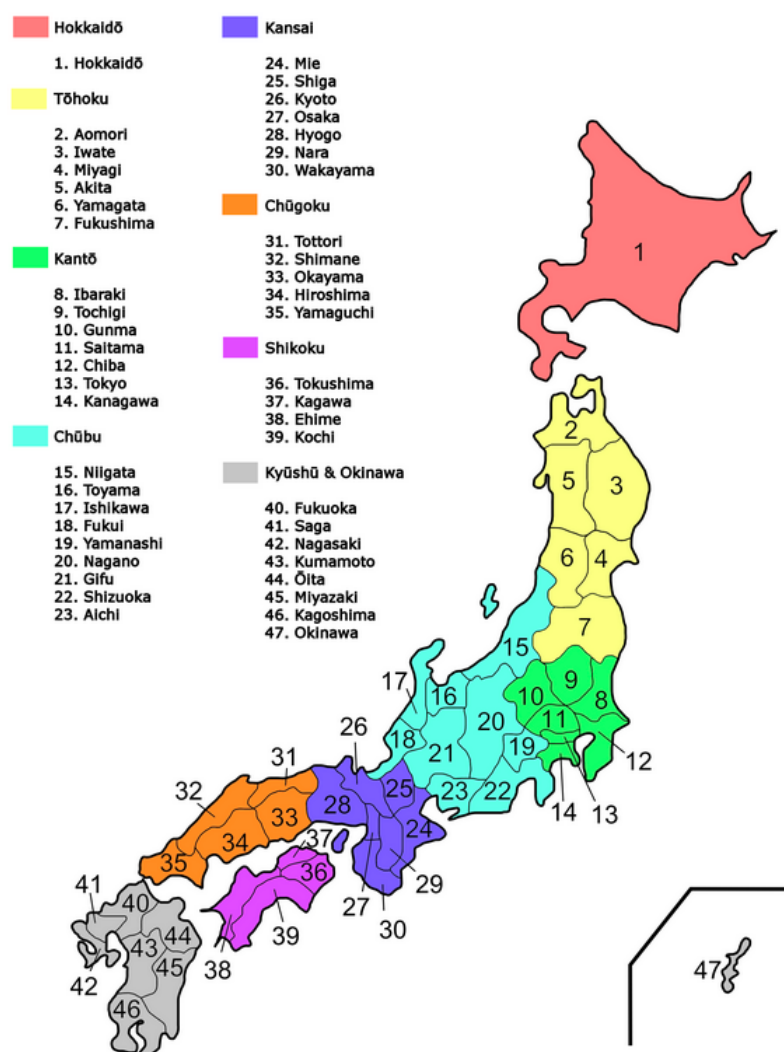 Hokkaidō
1. Hokkaidō
Tōhoku
2. Aomori
3. Iwate
4. Miyagi
5. Akita
6. Yamagata
7. Fukushima
Kantō
8. Ibaraki
9. Tochigi
10. Gunma
11. Saitama
12. Chiba
13. Tokyo
14. Kanagawa
Chūbu
15. Niigata
16. Toyama
17. Ishikawa
18. Fukui
19. Yamanashi
20. Nagano
21. Gifu
22. Shizuoka
23. Aichi
Kansai
24. Mie
25. Shiga
26. Kyoto
27. Osaka
28. Hyogo
29. Nara
30. Wakayama
Chūgoku
31. Tottori
32. Shimane
33. Okayama
34. Hiroshima
35. Yamaguchi
Shikoku
36. Tokushima
37. Kagawa
38. Ehime
39. Kochi
Kyūshū & Okinawa
40. Fukuoka
41. Saga
42. Nagasaki
43. Kumamoto
44. Ōita
45. Miyazaki
46. Kagoshima
47. Okinawa
1
2
5
3
6
4
7
15
9
10
8
17
16
11
20
18
21
19
12
26
31
25
23
22
14
13
32
28
33
24
34
37
35
36
29
41
40
27
30
39
43
44
38
42
45
47
46